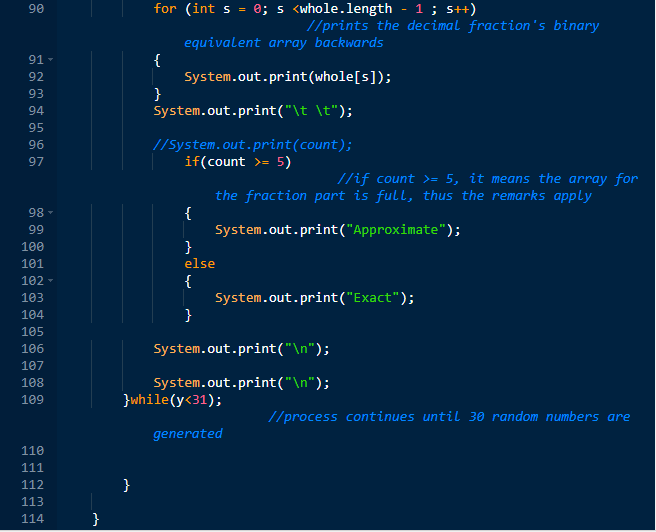 90 for (int s = 0; s <whole.length - 1 ; s++)
//prints the decimal fraction's binary
equivalent array backwards
91 {
92 System.out.print(whole[s]);
93 }
94 System.out.print("\t \t");
95
96 //System.out.print(count);
97 if(count >= 5)
//if count >= 5, it means the array for
the fraction part is full, thus the remarks apply
98 {
99 System.out.print("Approximate");
100 }
101 else
102 {
103 System.out.print("Exact");
104 }
105
106 System.out.print("\n");
107
108 System.out.print("\n");
109 }while(y<31);
//process continues until 30 random numbers are
generated
110
111
112 }
113
114 }